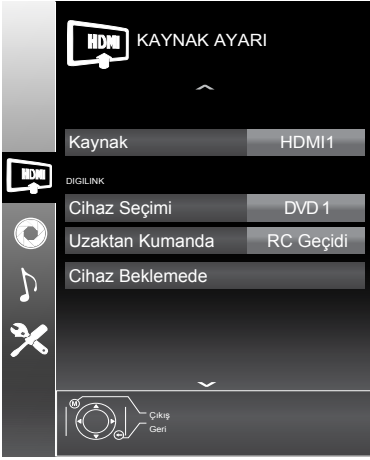 HDMI KAYNAK AYARI
Kaynak HDMI1
HDMI
DIGILINK
Cihaz Seçimi DVD 1
Uzaktan Kumanda RC Geçidi
Cihaz Beklemede
M
Çıkış
Geri